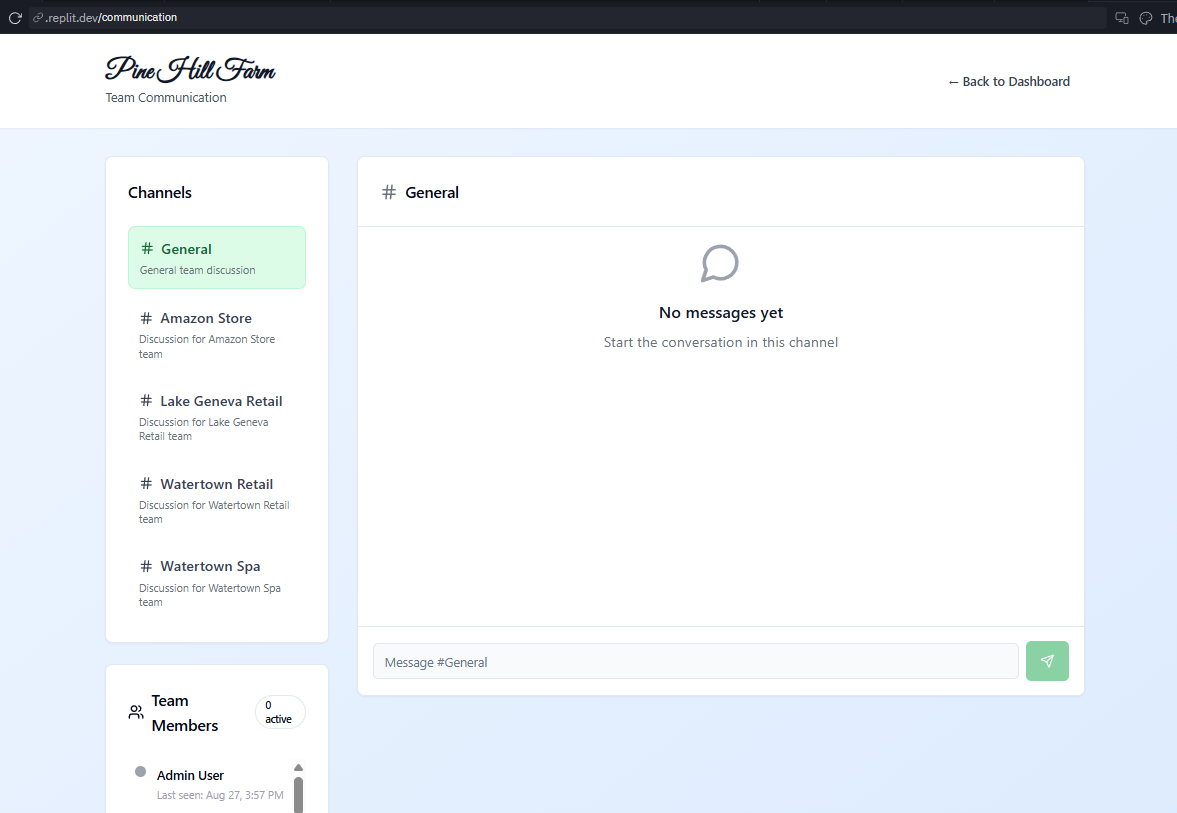 .replit.dev/communication
The
Pine Hill Farm
Team Communication
← Back to Dashboard
Channels
# General
General team discussion
# Amazon Store
Discussion for Amazon Store
team
# Lake Geneva Retail
Discussion for Lake Geneva
Retail team
# Watertown Retail
Discussion for Watertown Retail
team
# Watertown Spa
Discussion for Watertown Spa
team
Team
Members
0
active
Admin User
Last seen: Aug 27, 3:57 PM
# General
No messages yet
Start the conversation in this channel
Message #General